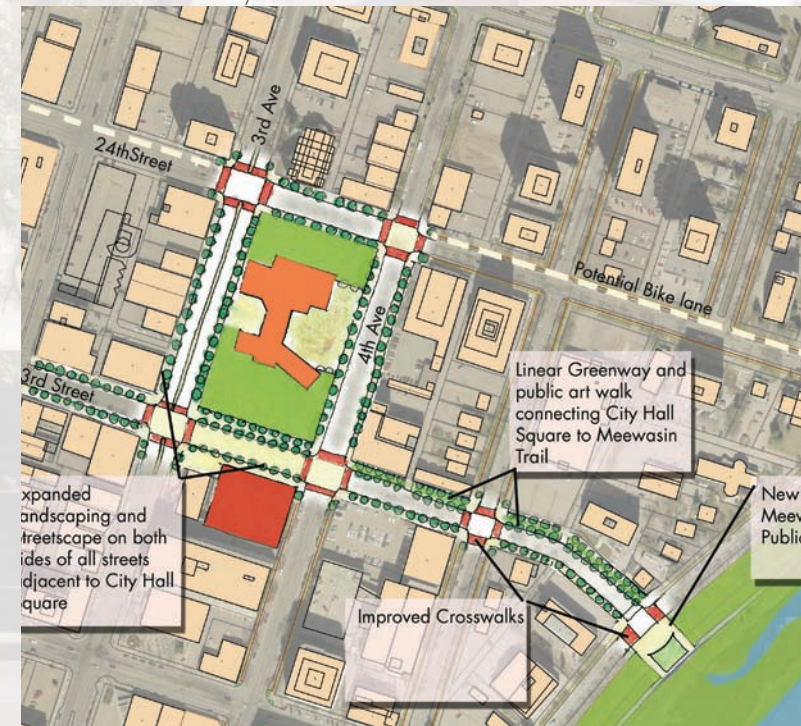 3rd Ave
24thStreet
Potential Bike lane
4th Ave
3rd Street
Linear Greenway and
public art walk
connecting City Hall
Square to Meewasin
Trail
xpanded
andscaping and
treetscape on both
ides of all streets
djacent to City Hall
quare
New
Meew
Public
Improved Crosswalks